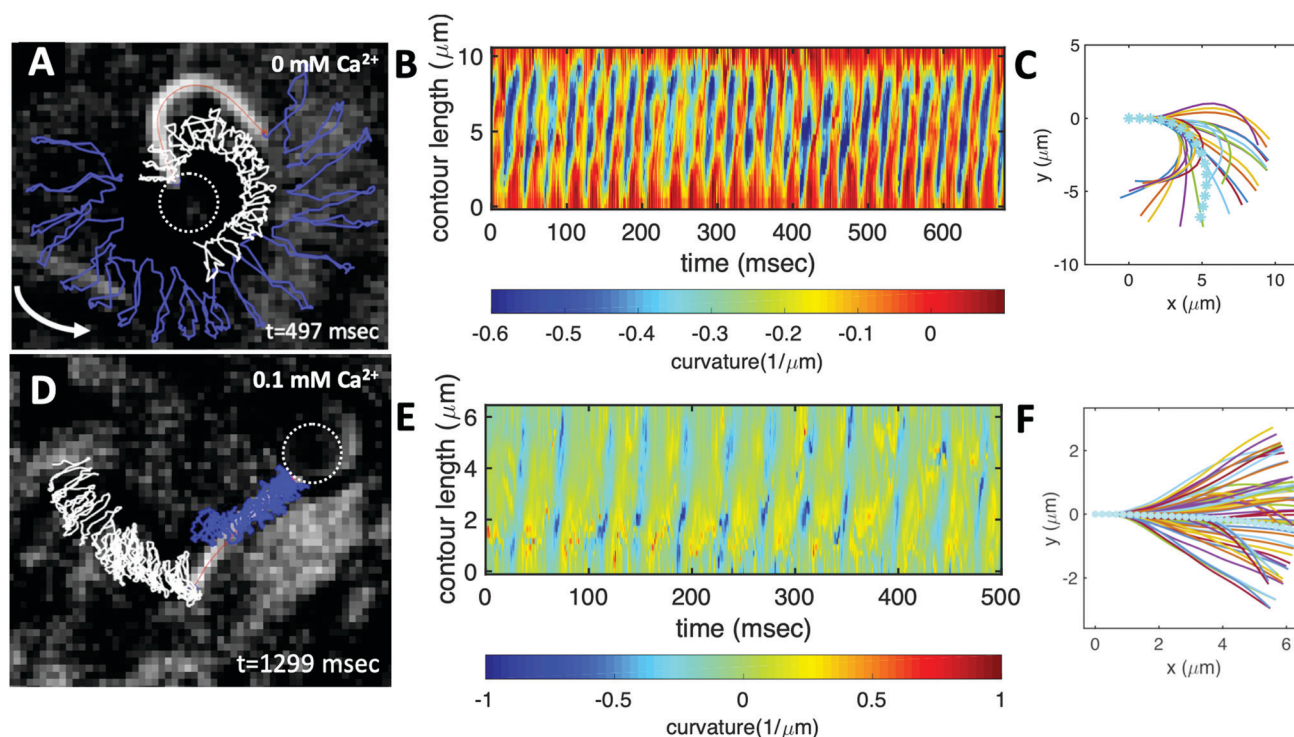 A
0 mM Ca²⁺
t=497 msec
B
contour length (μm)
10
5
0
0 100 200 300 400 500 600
time (msec)
-0.6 -0.5 -0.4 -0.3 -0.2 -0.1 0
curvature(1/μm)
C
y (μm)
5
0
-5
-10
0 5 10
x (μm)
D
0.1 mM Ca²⁺
t=1299 msec
E
contour length (μm)
6
4
2
0
0 100 200 300 400 500
time (msec)
-1 -0.5 0 0.5 1
curvature(1/μm)
F
y (μm)
2
0
-2
0 2 4 6
x (μm)